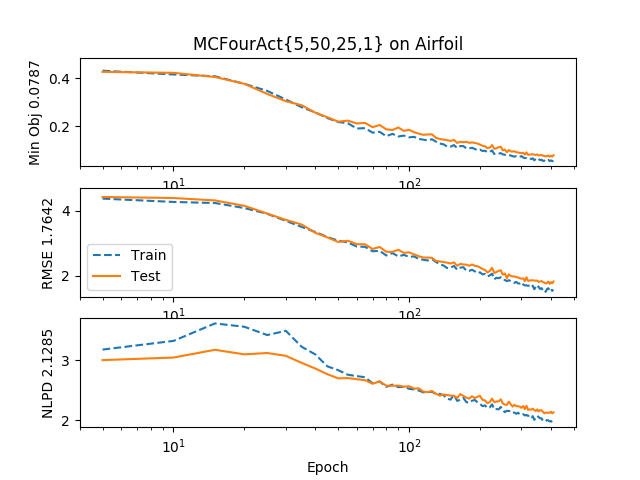 MCFourAct{5,50,25,1} on Airfoil
Min Obj 0.0787
0.4
0.2
10¹
10²
RMSE 1.7642
4
2
Train
Test
10¹
10²
NLPD 2.1285
3
2
10¹
10²
Epoch